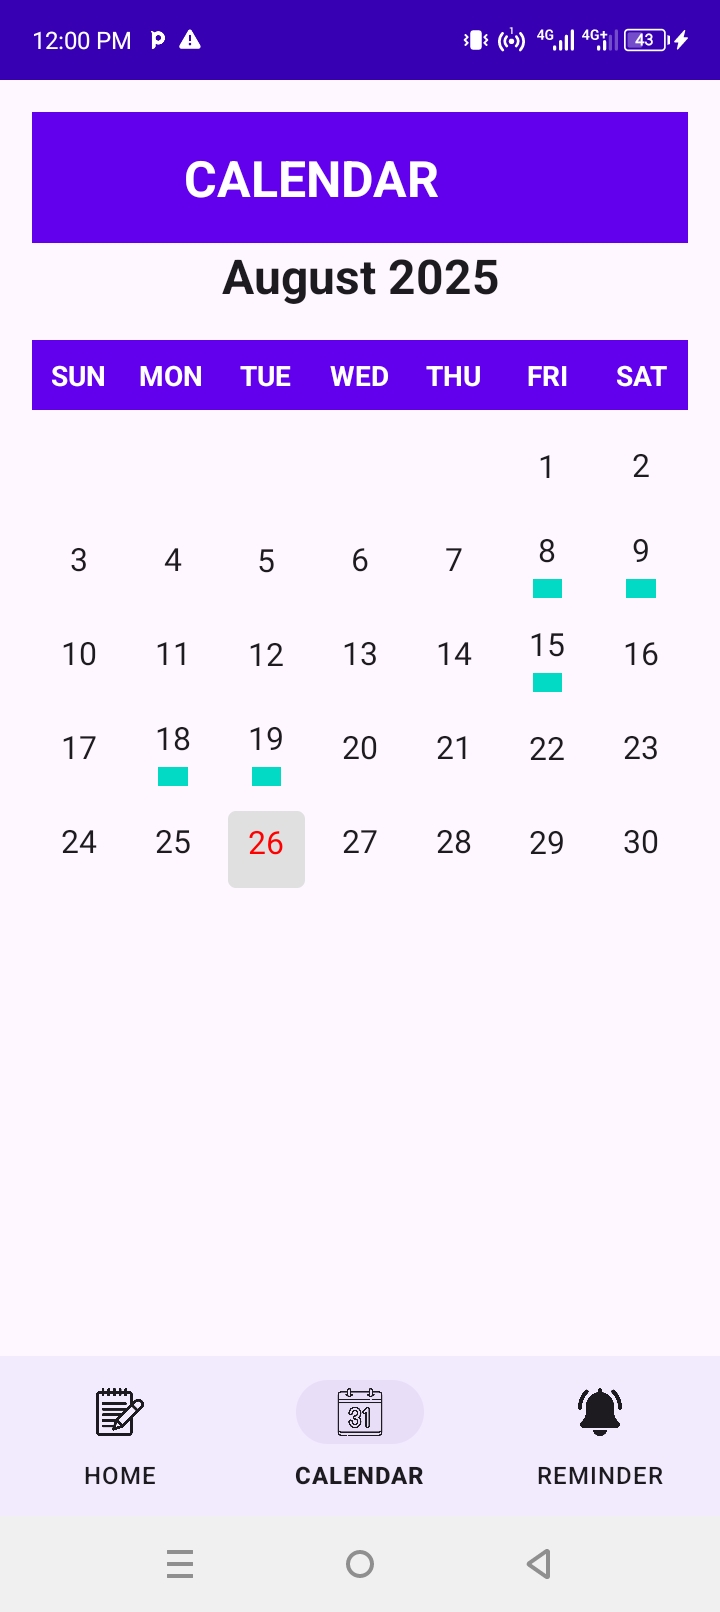 12:00 PM 1 4G 4G+ 43
CALENDAR
August 2025
SUN MON TUE WED THU FRI SAT
1 2
3 4 5 6 7 8 9
10 11 12 13 14 15 16
17 18 19 20 21 22 23
24 25 26 27 28 29 30
31
HOME CALENDAR REMINDER